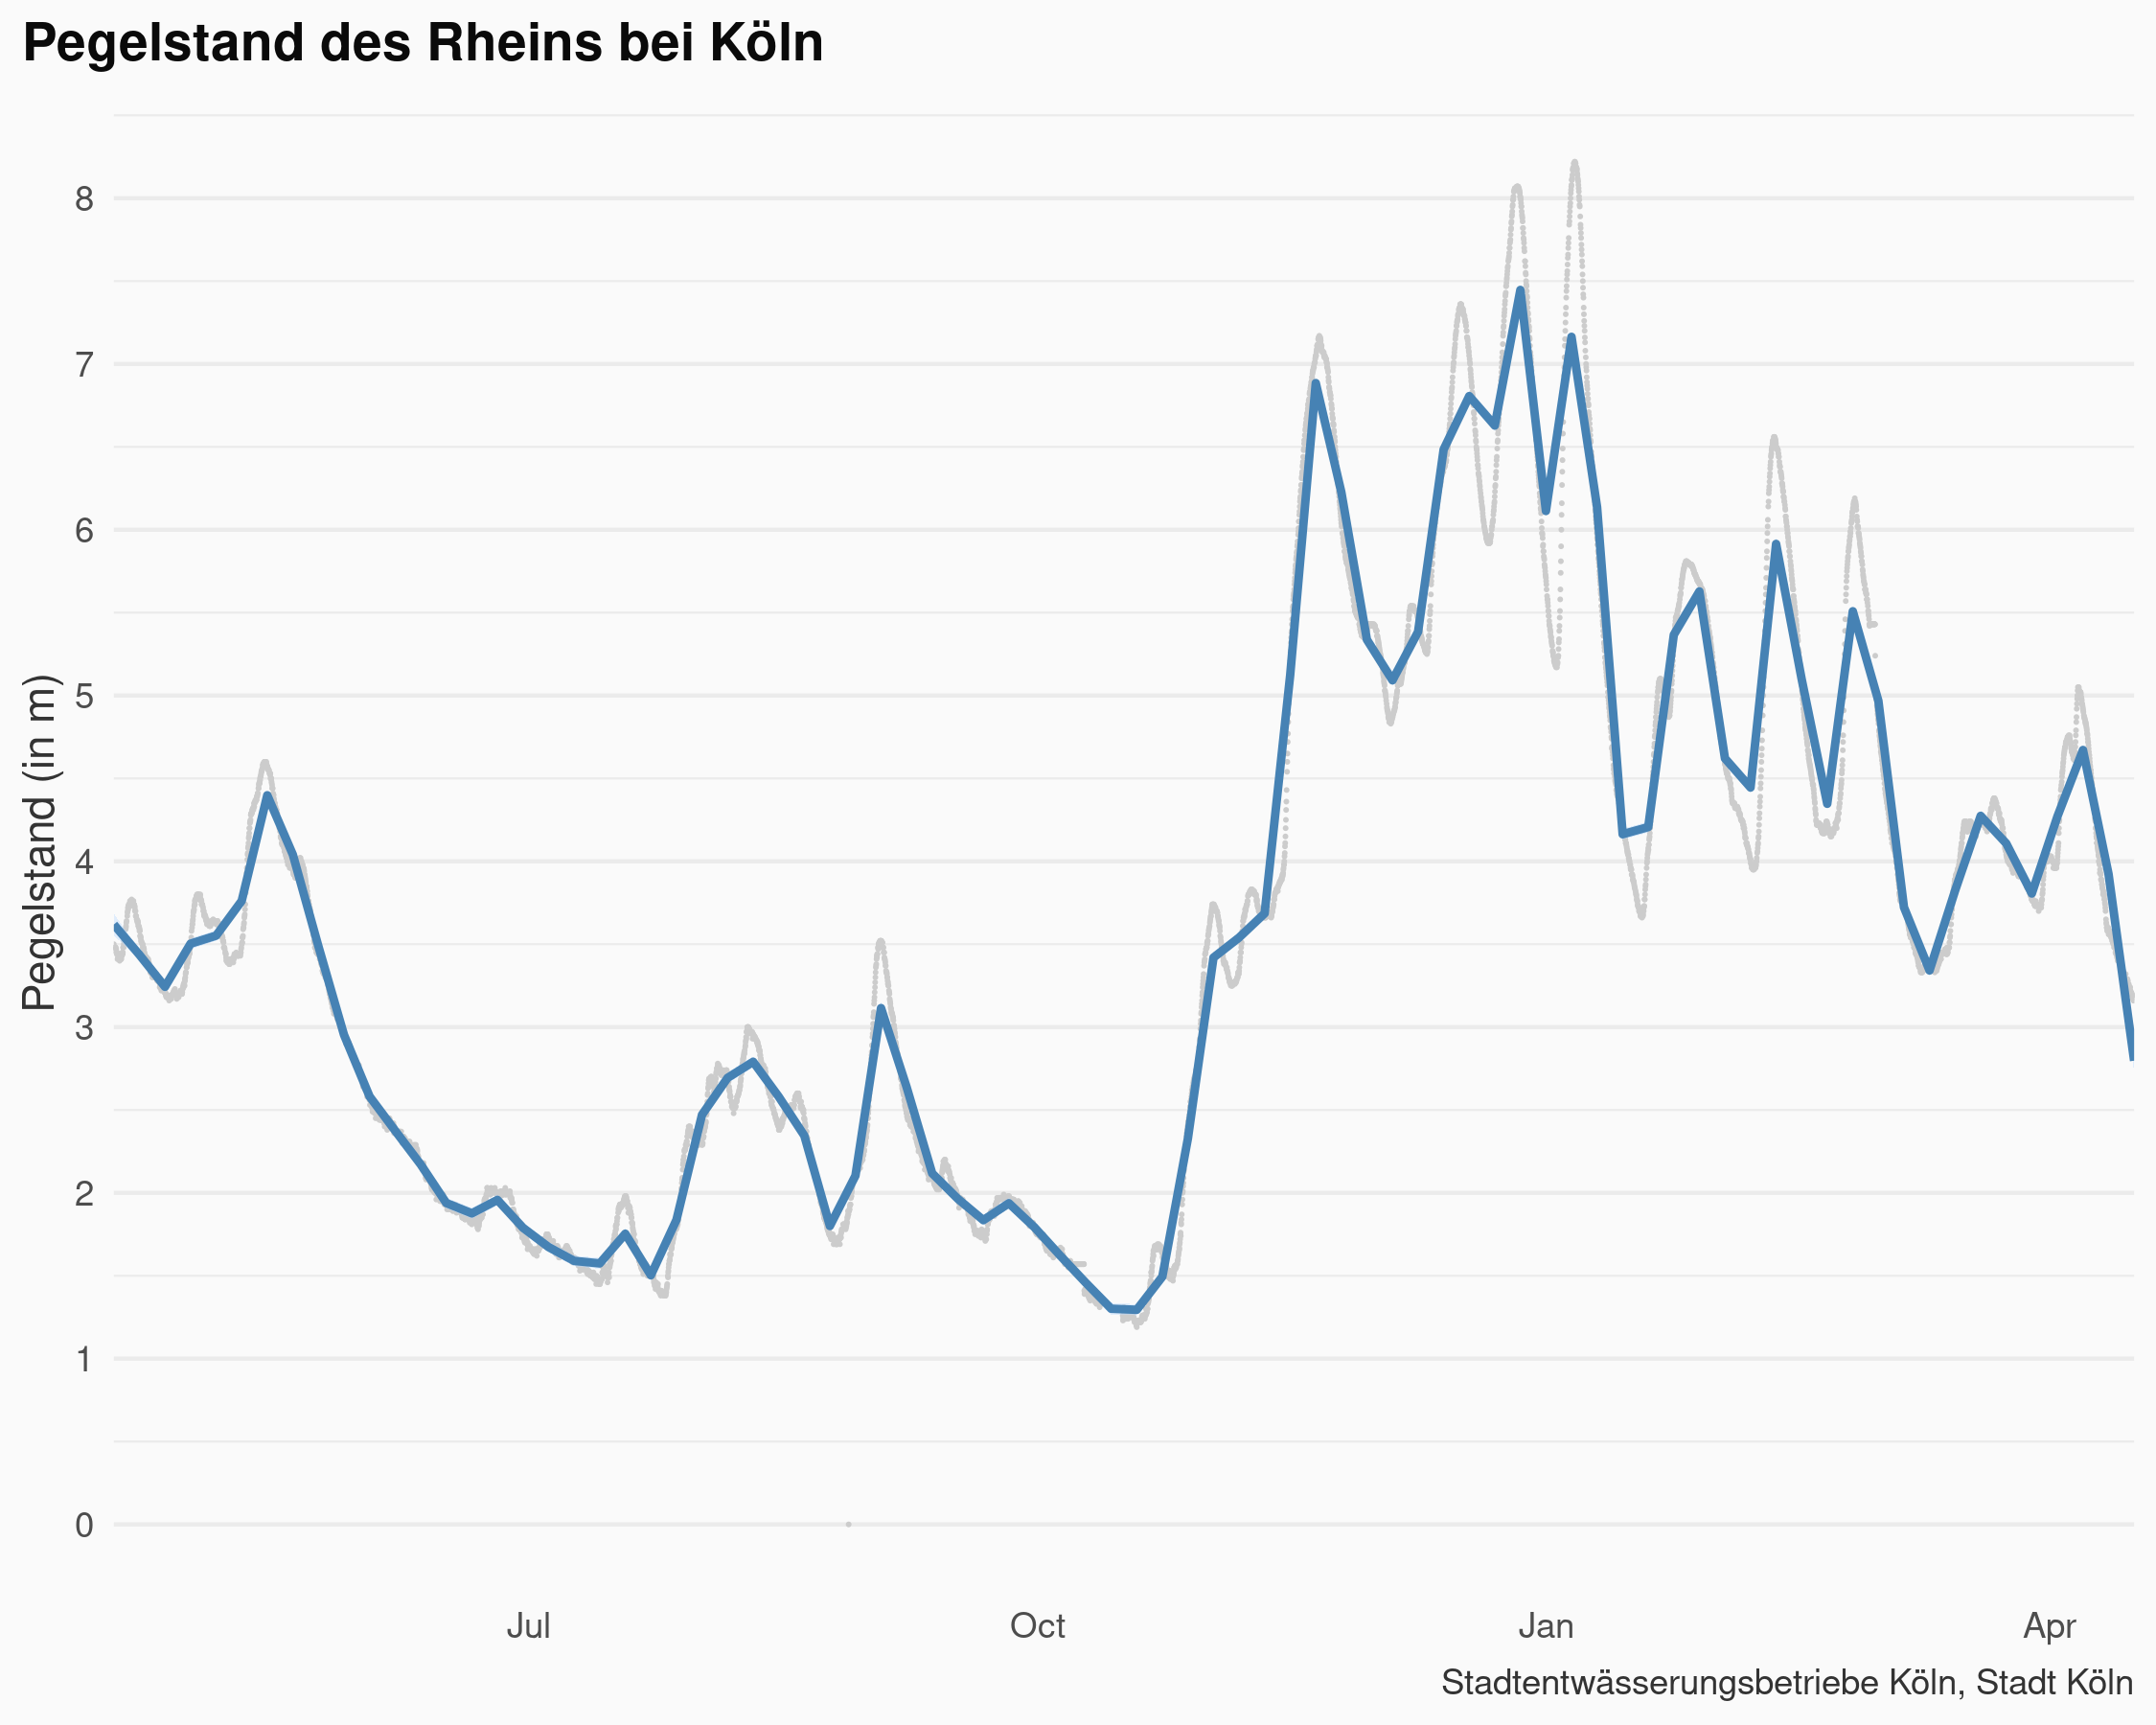 Pegelstand des Rheins bei Köln
Pegelstand (in m)
8
7
6
5
4
3
2
1
0
Jul Oct Jan Apr
Stadtentwässerungsbetriebe Köln, Stadt Köln